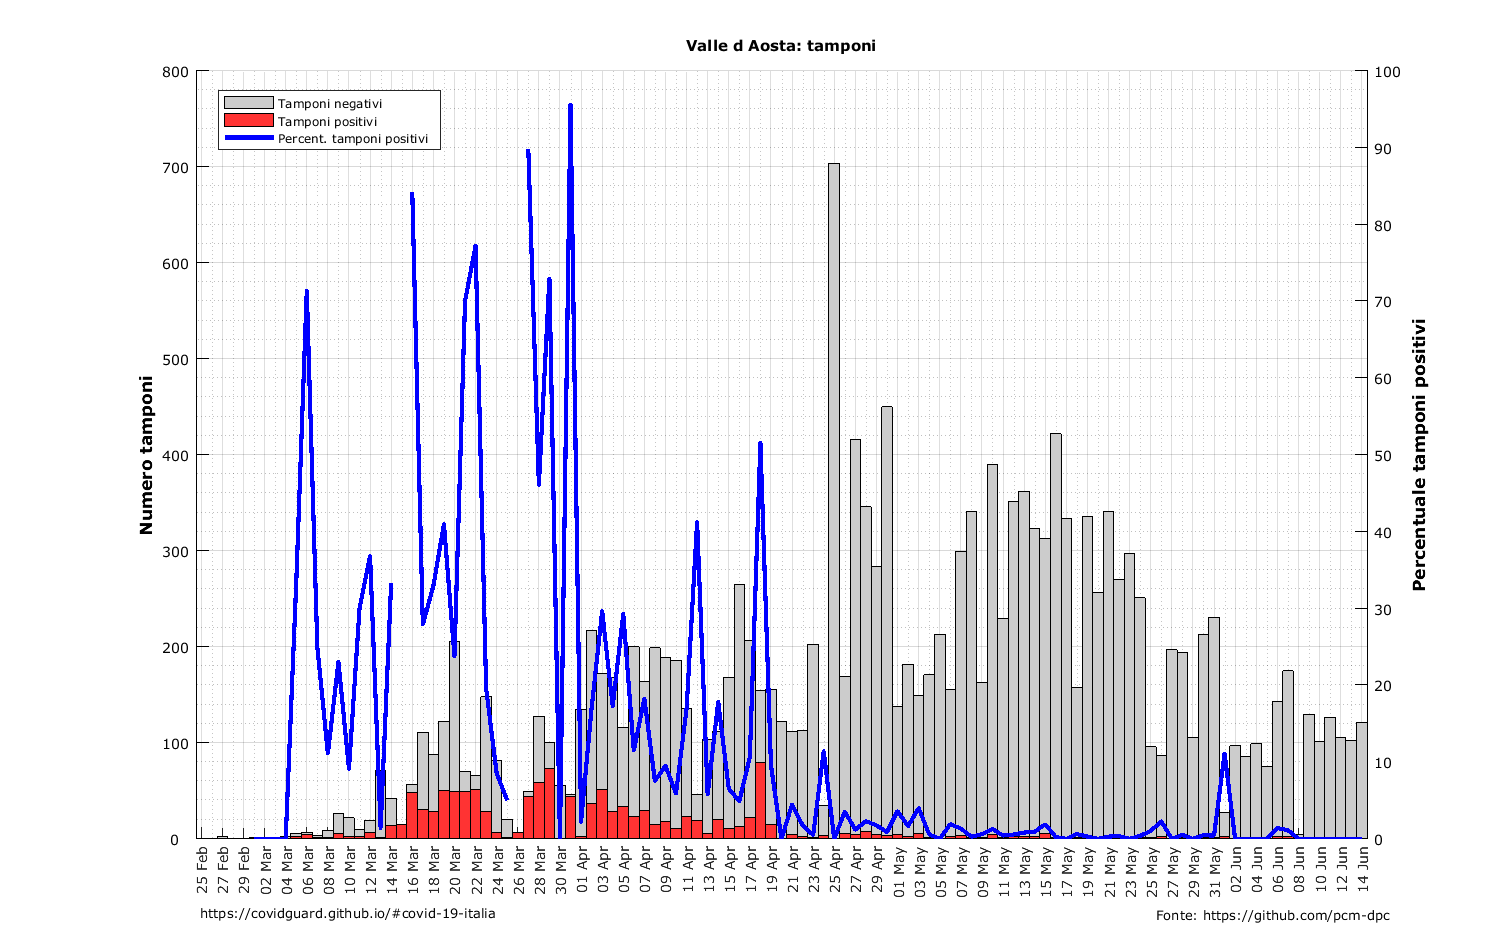 Valle d Aosta: tamponi
Tamponi negativi
Tamponi positivi
Percent. tamponi positivi
Numero tamponi
800
700
600
500
400
300
200
100
0
Percentuale tamponi positivi
100
90
80
70
60
50
40
30
20
10
0
25 Feb
27 Feb
29 Feb
02 Mar
04 Mar
06 Mar
08 Mar
10 Mar
12 Mar
14 Mar
16 Mar
18 Mar
20 Mar
22 Mar
24 Mar
26 Mar
28 Mar
30 Mar
01 Apr
03 Apr
05 Apr
07 Apr
09 Apr
11 Apr
13 Apr
15 Apr
17 Apr
19 Apr
21 Apr
23 Apr
25 Apr
27 Apr
29 Apr
01 May
03 May
05 May
07 May
09 May
11 May
13 May
15 May
17 May
19 May
21 May
23 May
25 May
27 May
29 May
31 May
02 Jun
04 Jun
06 Jun
08 Jun
10 Jun
12 Jun
14 Jun
https://covidguard.github.io/#covid-19-italia
Fonte: https://github.com/pcm-dpc